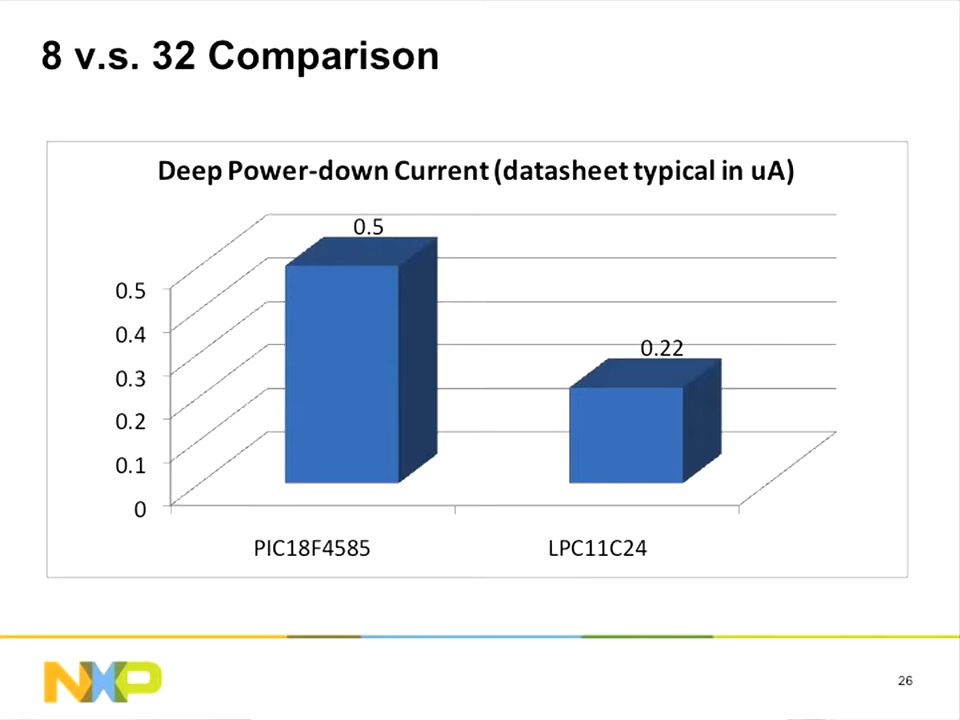 8 v.s. 32 Comparison
Deep Power-down Current (datasheet typical in uA)
0.5
0.22
0.5
0.4
0.3
0.2
0.1
0
PIC18F4585
LPC11C24
NXP
26